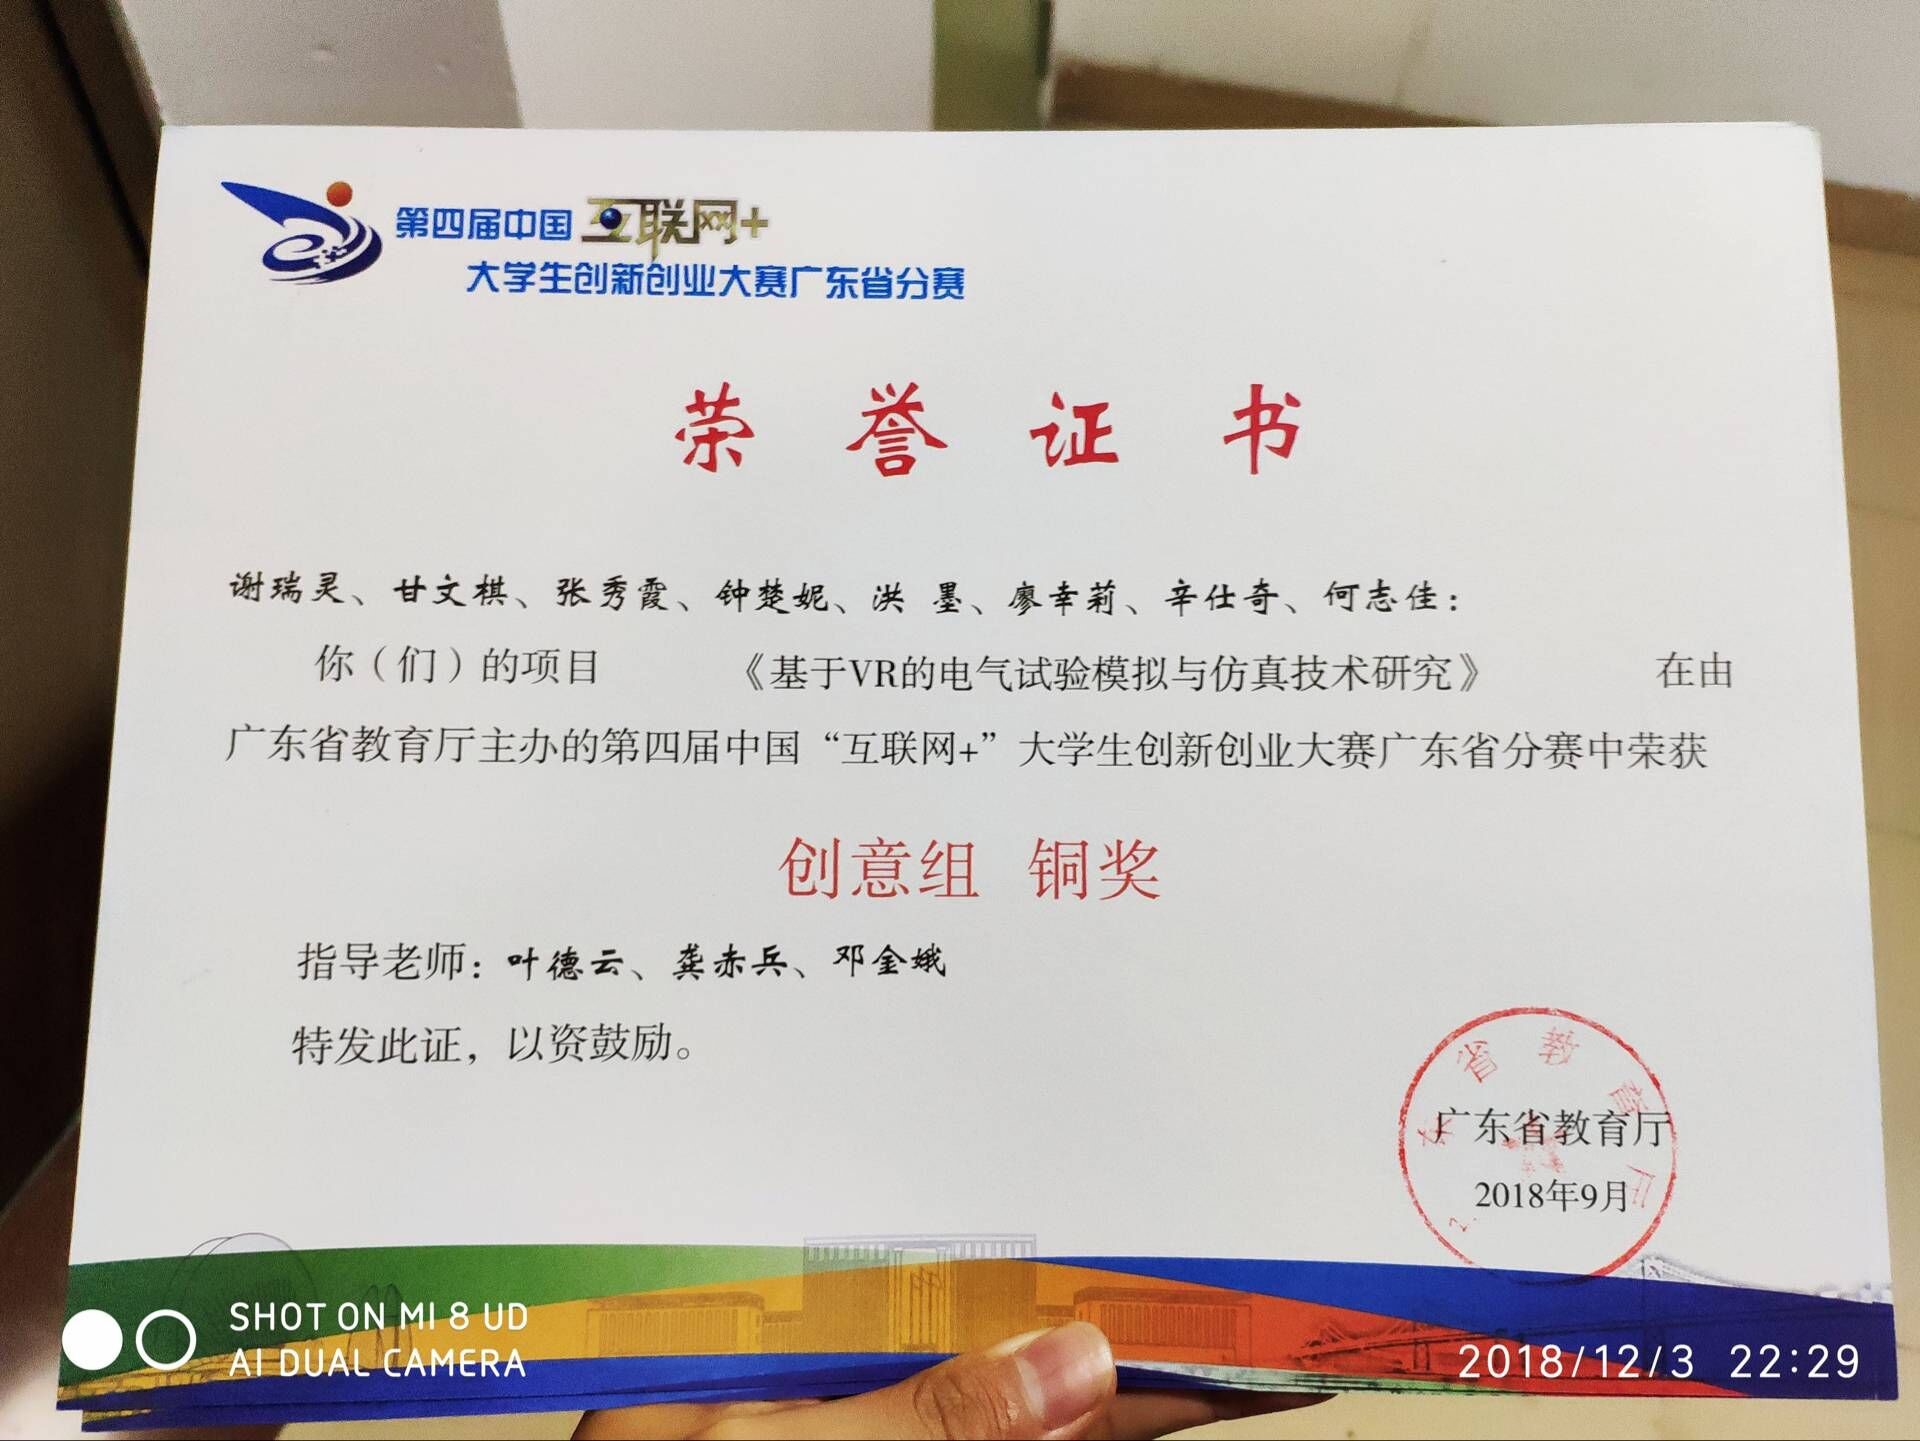 第四届中国互联网+
大学生创新创业大赛广东省分赛
荣誉证书
谢瑞灵、甘文棋、张秀霞、钟楚妮、洪 墨、廖幸莉、辛仕奇、何志佳：
你（们）的项目 《基于VR的电气试验模拟与仿真技术研究》 在由
广东省教育厅主办的第四届中国“互联网+”大学生创新创业大赛广东省分赛中荣获
创意组 铜奖
指导老师：叶德云、龚赤兵、邓金娥
特发此证，以资鼓励。
东省教育厅
广东省教育厅
2018年9月
SHOT ON MI 8 UD
AI DUAL CAMERA
2018/12/3 22:29